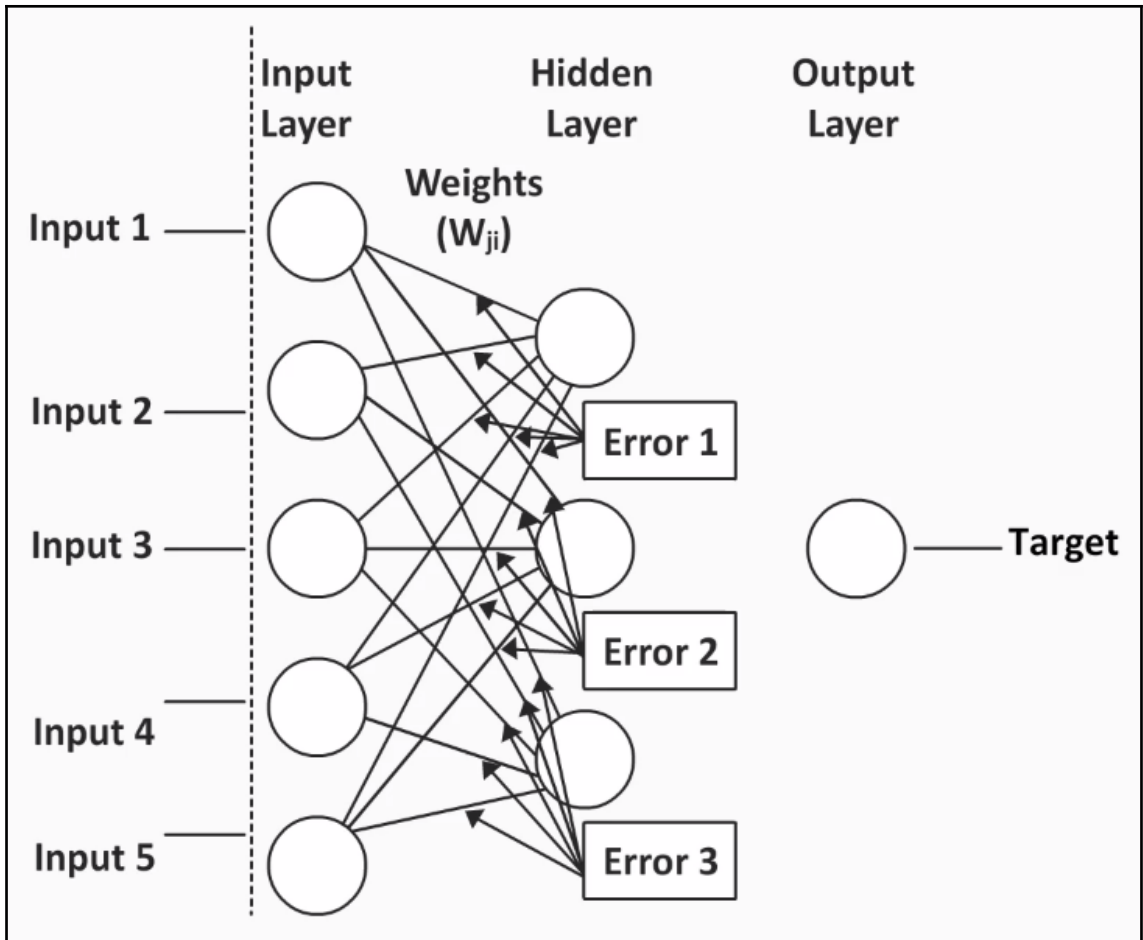 Input
Layer
Hidden
Layer
Output
Layer
Weights
(Wji)
Input 1
Input 2
Input 3
Input 4
Input 5
Error 1
Error 2
Error 3
Target